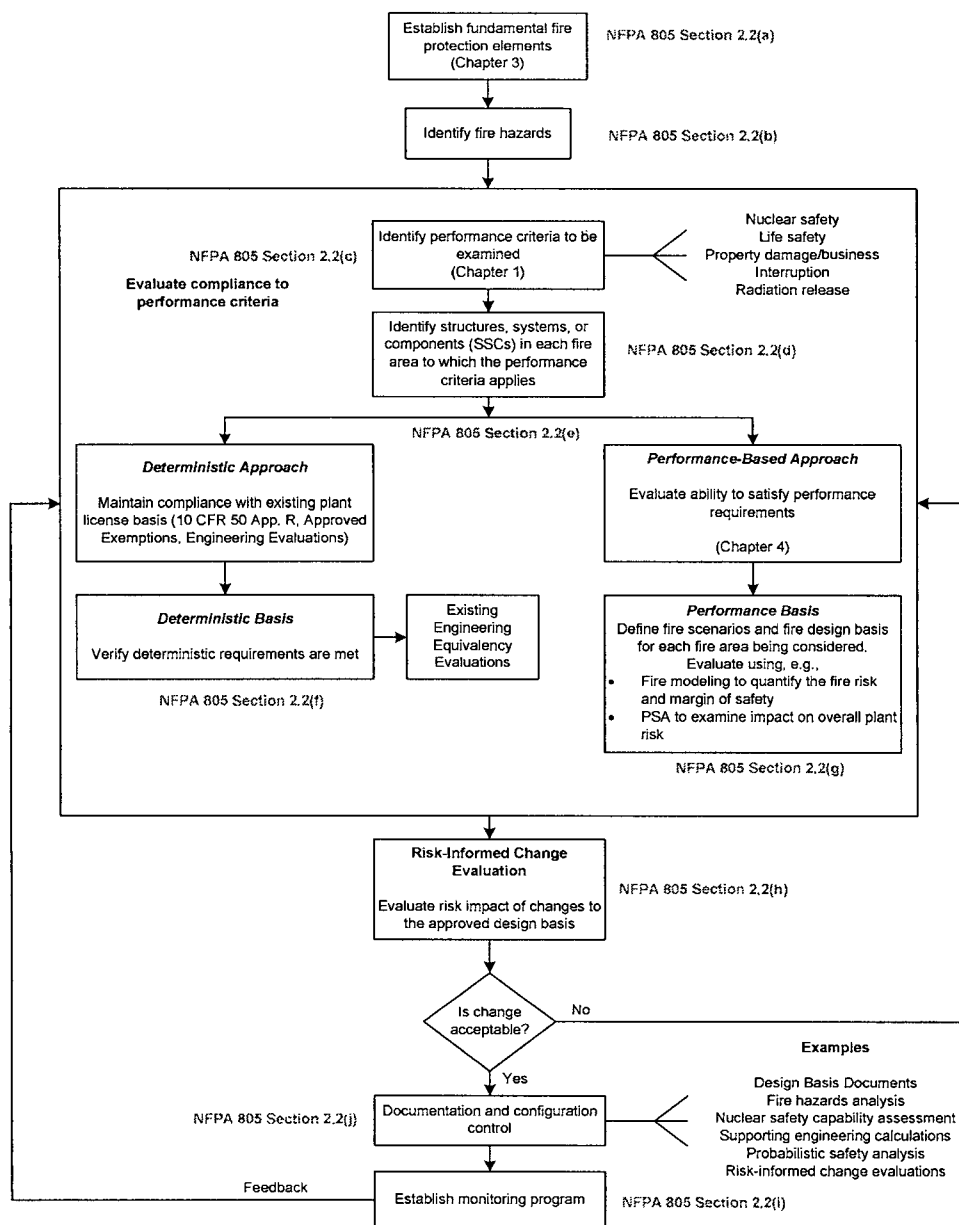 Establish fundamental fire
protection elements
(Chapter 3)
NFPA 805 Section 2.2(a)
Identify fire hazards
NFPA 805 Section 2.2(b)
NFPA 805 Section 2.2(c)
Identify performance criteria to be
examined
(Chapter 1)
Nuclear safety
Life safety
Property damage/business
Interruption
Radiation release
Evaluate compliance to
performance criteria
Identify structures, systems, or
components (SSCs) in each fire
area to which the performance
criteria applies
NFPA 805 Section 2.2(d)
NFPA 805 Section 2.2(e)
Deterministic Approach
Maintain compliance with existing plant
license basis (10 CFR 50 App. R, Approved
Exemptions, Engineering Evaluations)
Performance-Based Approach
Evaluate ability to satisfy performance
requirements
(Chapter 4)
Deterministic Basis
Verify deterministic requirements are met
Existing
Engineering
Equivalency
Evaluations
NFPA 805 Section 2.2(f)
Performance Basis
Define fire scenarios and fire design basis
for each fire area being considered.
Evaluate using, e.g.,
• Fire modeling to quantify the fire risk
and margin of safety
• PSA to examine impact on overall plant
risk
NFPA 805 Section 2.2(g)
Risk-Informed Change
Evaluation
Evaluate risk impact of changes to
the approved design basis
NFPA 805 Section 2.2(h)
Is change
acceptable?
No
Yes
NFPA 805 Section 2.2(j)
Documentation and configuration
control
Examples
Design Basis Documents
Fire hazards analysis
Nuclear safety capability assessment
Supporting engineering calculations
Probabilistic safety analysis
Risk-informed change evaluations
Feedback
Establish monitoring program
NFPA 805 Section 2.2(i)